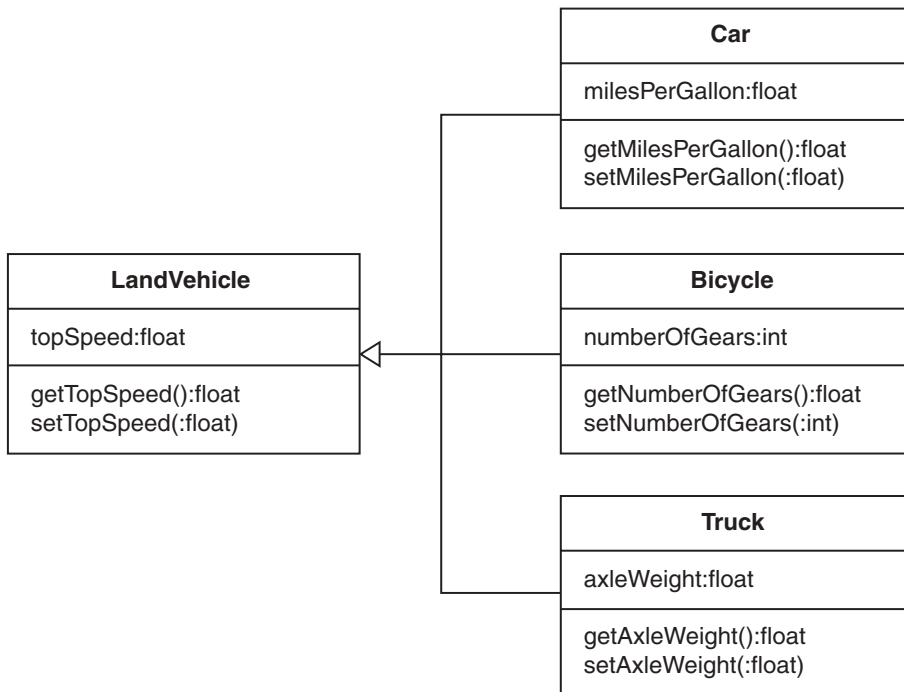 Car
milesPerGallon:float
getMilesPerGallon():float
setMilesPerGallon(:float)
LandVehicle
topSpeed:float
getTopSpeed():float
setTopSpeed(:float)
Bicycle
numberOfGears:int
getNumberOfGears():float
setNumberOfGears(:int)
Truck
axleWeight:float
getAxleWeight():float
setAxleWeight(:float)